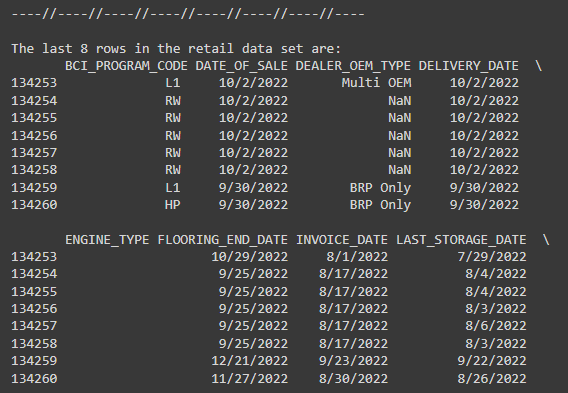 ----//----//----//----//----//----//----//----
The last 8 rows in the retail data set are:
BCI_PROGRAM_CODE DATE_OF_SALE DEALER_OEM_TYPE DELIVERY_DATE \
134253 L1 10/2/2022 Multi OEM 10/2/2022
134254 RW 10/2/2022 NaN 10/2/2022
134255 RW 10/2/2022 NaN 10/2/2022
134256 RW 10/2/2022 NaN 10/2/2022
134257 RW 10/2/2022 NaN 10/2/2022
134258 RW 10/2/2022 NaN 10/2/2022
134259 L1 9/30/2022 BRP Only 9/30/2022
134260 HP 9/30/2022 BRP Only 9/30/2022
ENGINE_TYPE FLOORING_END_DATE INVOICE_DATE LAST_STORAGE_DATE \
134253 10/29/2022 8/1/2022 7/29/2022
134254 9/25/2022 8/17/2022 8/4/2022
134255 9/25/2022 8/17/2022 8/4/2022
134256 9/25/2022 8/17/2022 8/3/2022
134257 9/25/2022 8/17/2022 8/6/2022
134258 9/25/2022 8/17/2022 8/3/2022
134259 12/21/2022 9/23/2022 9/22/2022
134260 11/27/2022 8/30/2022 8/26/2022